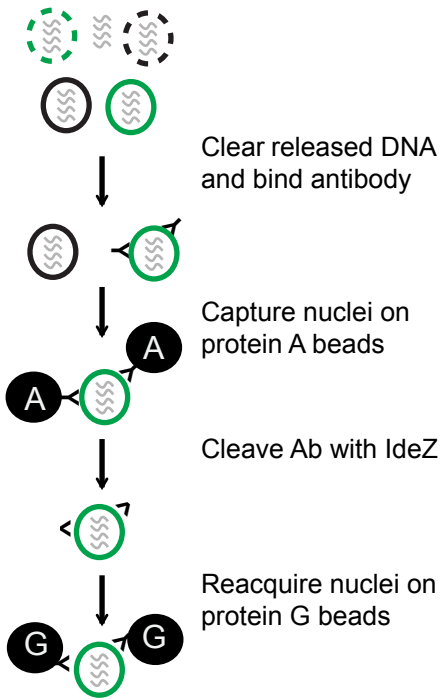 Clear released DNA
and bind antibody
Capture nuclei on
protein A beads
A
A
Cleave Ab with IdeZ
Reacquire nuclei on
protein G beads
G
G